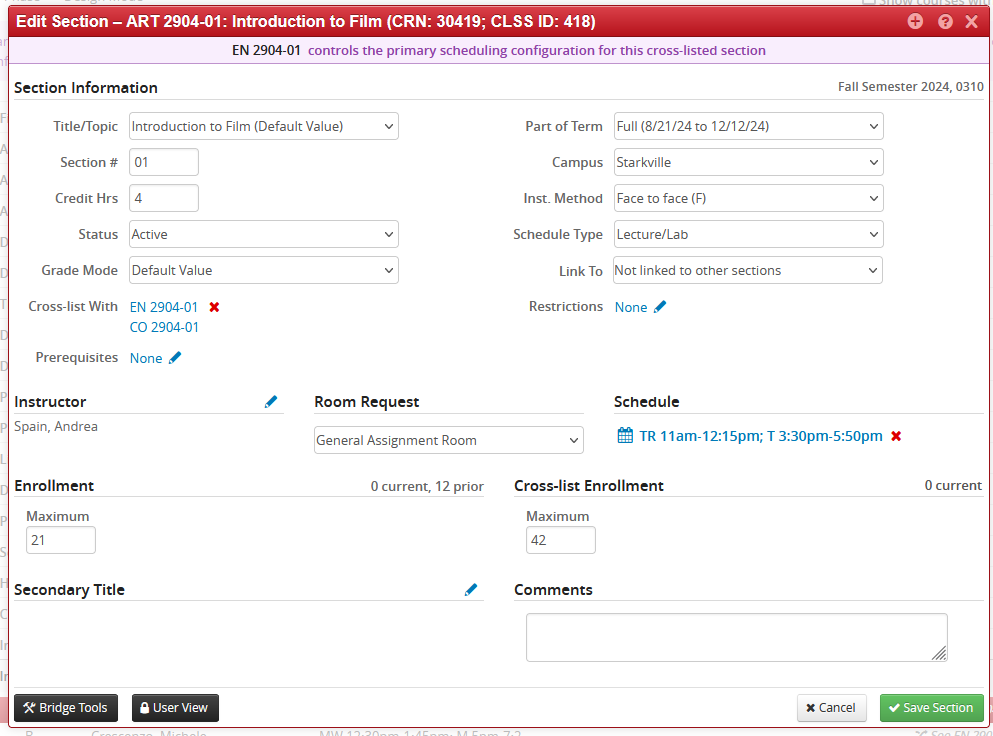 Edit Section – ART 2904-01: Introduction to Film (CRN: 30419; CLSS ID: 418)
EN 2904-01 controls the primary scheduling configuration for this cross-listed section
Section Information Fall Semester 2024, 0310
Title/Topic Introduction to Film (Default Value) Part of Term Full (8/21/24 to 12/12/24)
Section # 01 Campus Starkville
Credit Hrs 4 Inst. Method Face to face (F)
Status Active Schedule Type Lecture/Lab
Grade Mode Default Value Link To Not linked to other sections
Cross-list With EN 2904-01 Restrictions None
CO 2904-01
Prerequisites None
Instructor Room Request Schedule
Spain, Andrea General Assignment Room TR 11am-12:15pm; T 3:30pm-5:50pm
Enrollment 0 current, 12 prior Cross-list Enrollment 0 current
Maximum Maximum
21 42
Secondary Title Comments
Bridge Tools User View Cancel Save Section